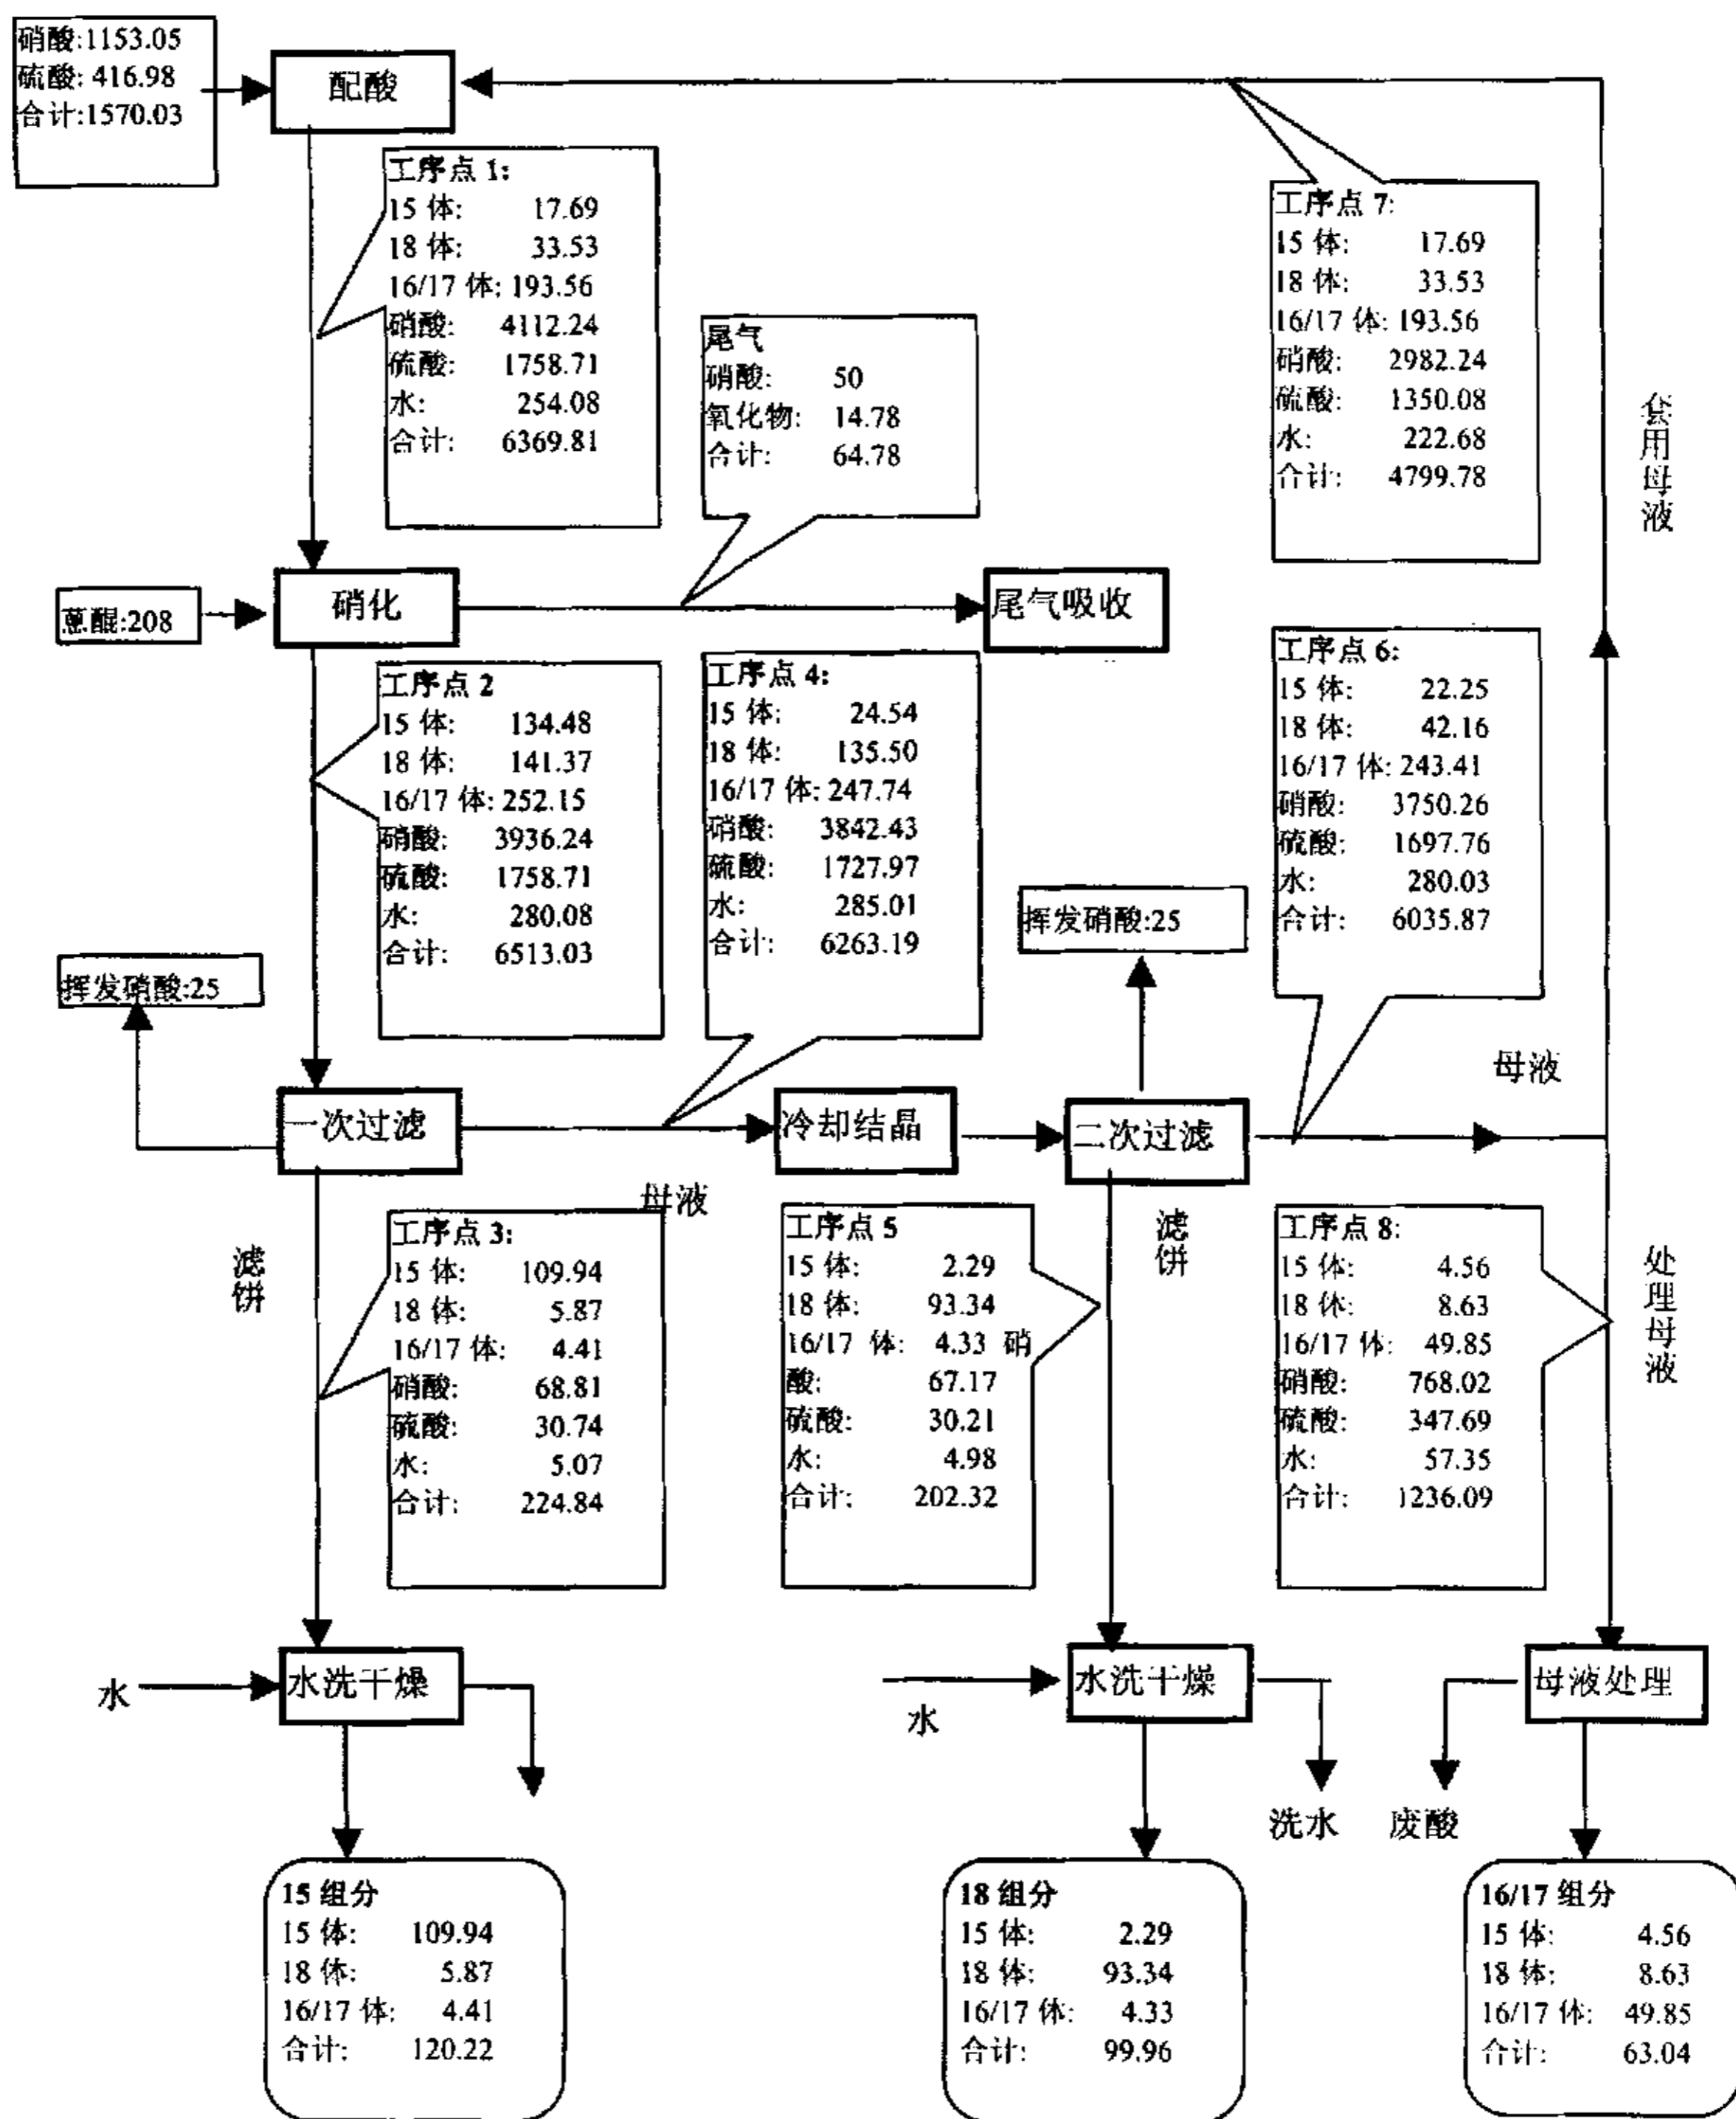 硝酸:1153.05
硫酸: 416.98
合计:1570.03
配酸
工序点 1:
15 体: 17.69
18 体: 33.53
16/17 体: 193.56
硝酸: 4112.24
硫酸: 1758.71
水: 254.08
合计: 6369.81
尾气
硝酸: 50
氧化物: 14.78
合计: 64.78
工序点 7:
15 体: 17.69
18 体: 33.53
16/17 体: 193.56
硝酸: 2982.24
硫酸: 1350.08
水: 222.68
合计: 4799.78
套用母液
蒽醌:208
硝化
尾气吸收
工序点 2
15 体: 134.48
18 体: 141.37
16/17 体: 252.15
硝酸: 3936.24
硫酸: 1758.71
水: 280.08
合计: 6513.03
工序点 4:
15 体: 24.54
18 体: 135.50
16/17 体: 247.74
硝酸: 3842.43
硫酸: 1727.97
水: 285.01
合计: 6263.19
工序点 6:
15 体: 22.25
18 体: 42.16
16/17 体: 243.41
硝酸: 3750.26
硫酸: 1697.76
水: 280.03
合计: 6035.87
挥发硝酸:25
挥发硝酸:25
母液
一次过滤
冷却结晶
二次过滤
母液
滤饼
工序点 3:
15 体: 109.94
18 体: 5.87
16/17 体: 4.41
硝酸: 68.81
硫酸: 30.74
水: 5.07
合计: 224.84
工序点 5
15 体: 2.29
18 体: 93.34
16/17 体: 4.33 硝
酸: 67.17
硫酸: 30.21
水: 4.98
合计: 202.32
滤饼
工序点 8:
15 体: 4.56
18 体: 8.63
16/17 体: 49.85
硝酸: 768.02
硫酸: 347.69
水: 57.35
合计: 1236.09
处理母液
水
水洗干燥
水
水洗干燥
母液处理
洗水
废酸
15 组分
15 体: 109.94
18 体: 5.87
16/17 体: 4.41
合计: 120.22
18 组分
15 体: 2.29
18 体: 93.34
16/17 体: 4.33
合计: 99.96
16/17 组分
15 体: 4.56
18 体: 8.63
16/17 体: 49.85
合计: 63.04